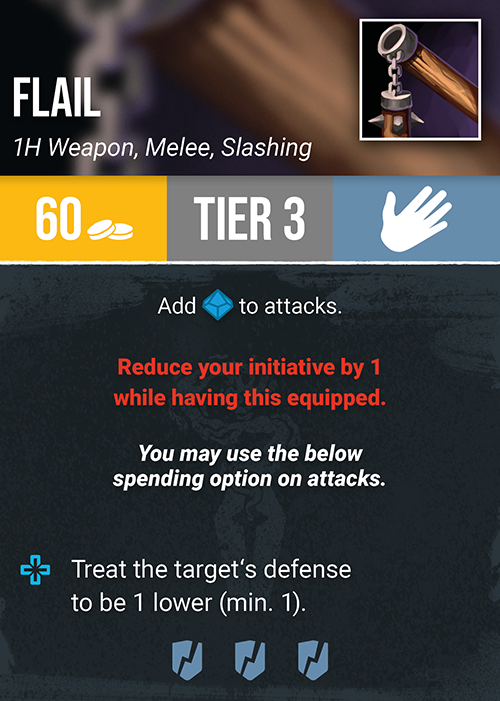 FLAIL
1H Weapon, Melee, Slashing
60
TIER 3
Add to attacks.
Reduce your initiative by 1
while having this equipped.
You may use the below
spending option on attacks.
Treat the target‘s defense
to be 1 lower (min. 1).